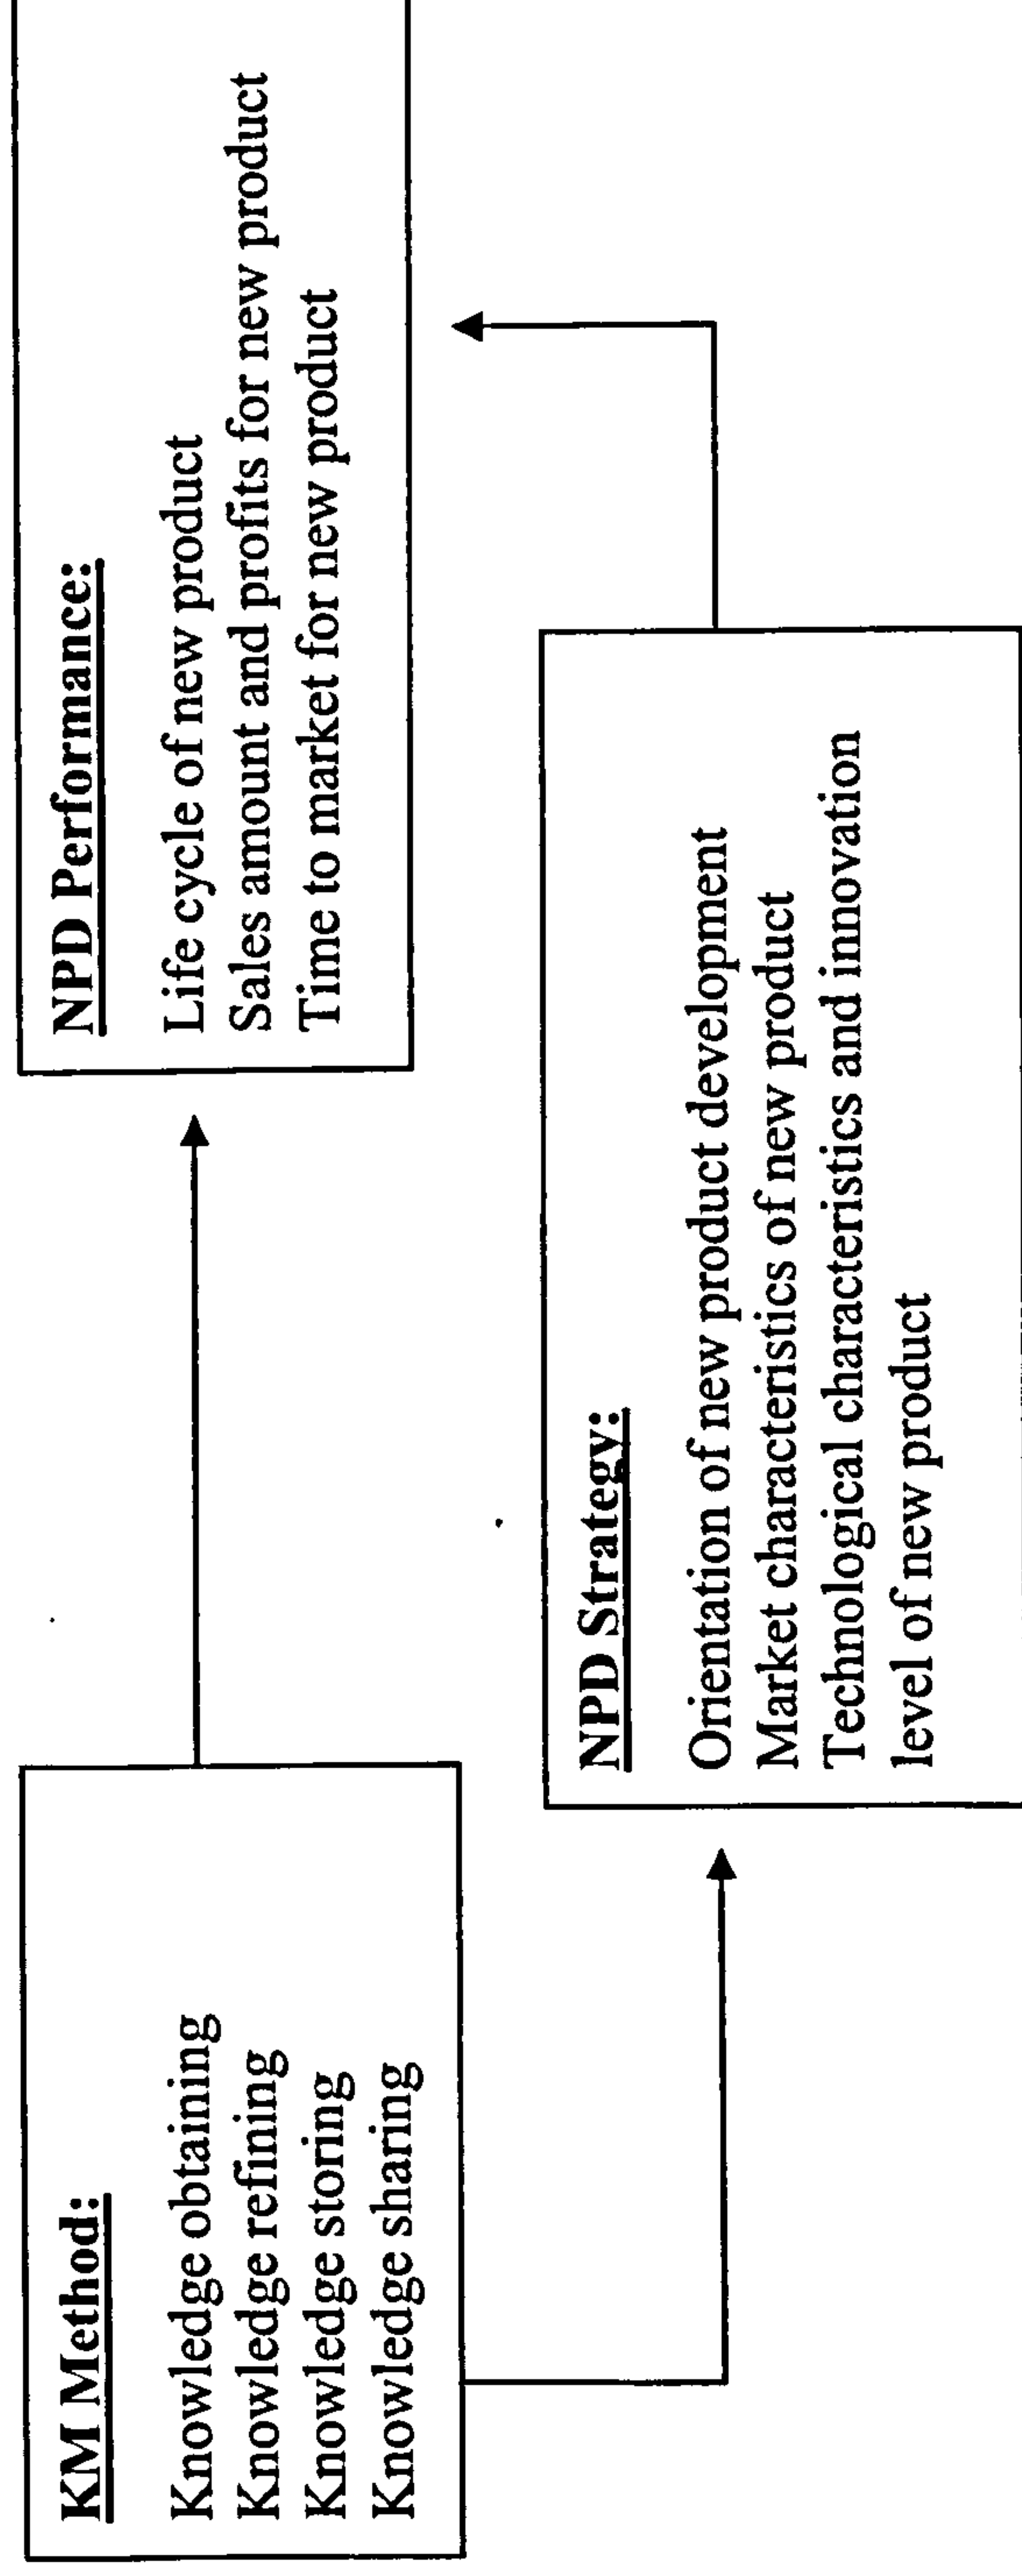 KM Method:
Knowledge obtaining
Knowledge refining
Knowledge storing
Knowledge sharing
NPD Performance:
Life cycle of new product
Sales amount and profits for new product
Time to market for new product
NPD Strategy:
Orientation of new product development
Market characteristics of new product
Technological characteristics and innovation
level of new product